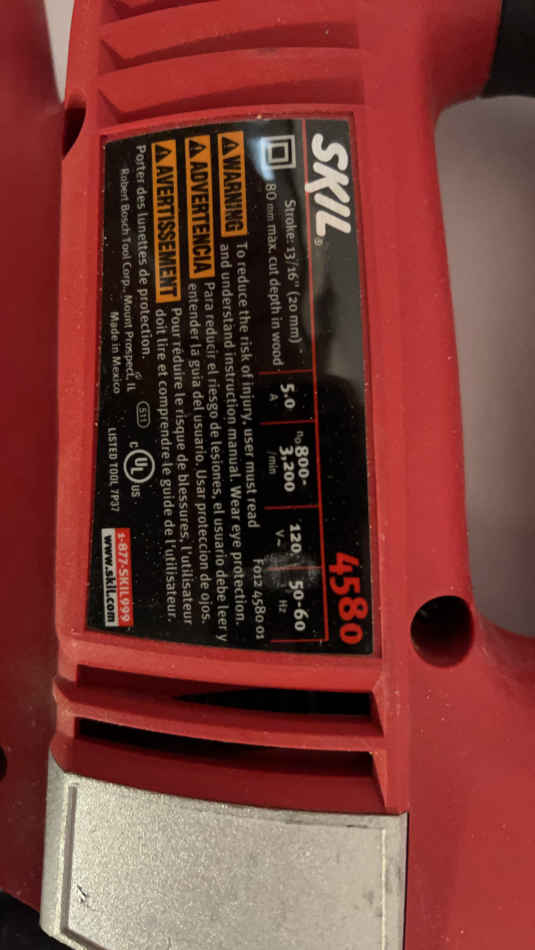 SKIL®
4580
Stroke: 13/16" (20 mm)
80 mm max. cut depth in wood
5.0
A
n₀ 800-
3,200
/min
120
V~
50-60
Hz
F012 4580 01
WARNING To reduce the risk of injury, user must read
and understand instruction manual. Wear eye protection.
ADVERTENCIA Para reducir el riesgo de lesiones, el usuario debe leer y
entender la guia del usuario. Usar proteccion de ojos.
AVERTISSEMENT Pour réduire le risque de blessures, l'utilisateur
doit lire et comprendre le guide de l'utilisateur.
Porter des lunettes de protection.
Robert Bosch Tool Corp., Mount Prospect, IL
Made in Mexico
511
C UL US
LISTED TOOL 7P37
1-877-SKIL999
www.skil.com